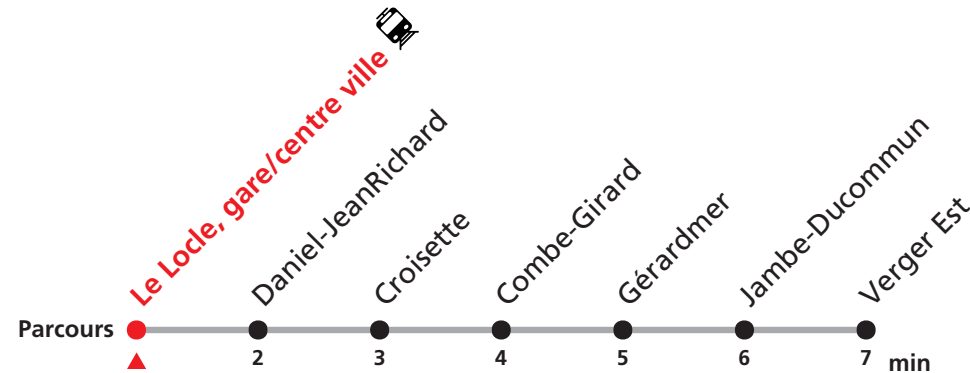 Le Locle, gare/centre ville
Daniel-JeanRichard
Croisette
Combe-Girard
Gérardmer
Jambe-Ducommun
Verger Est
Parcours
2 3 4 5 6 7 min